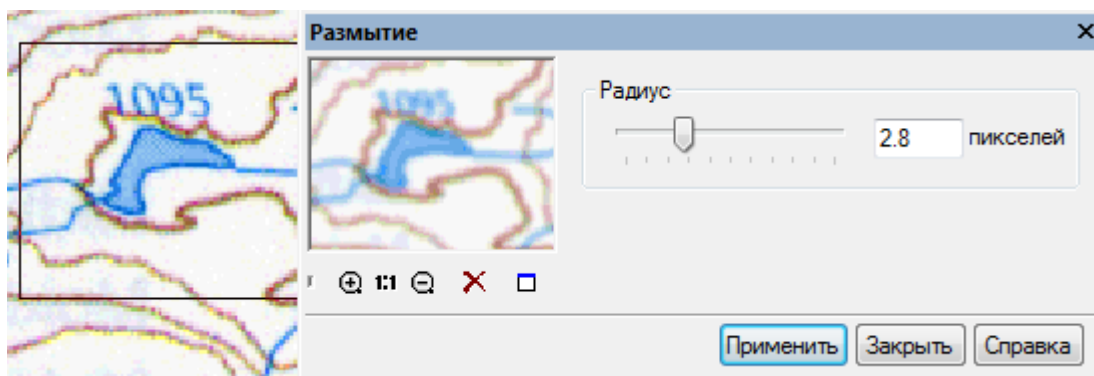 Размытие
1095
1095
Радиус
2.8 пикселей
1:1
Применить Закрыть Справка